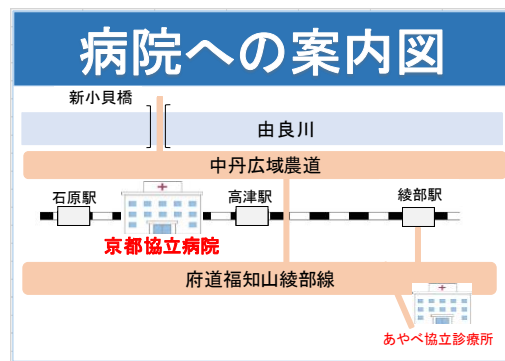 病院への案内図
新小貝橋
由良川
中丹広域農道
石原駅
高津駅
綾部駅
京都協立病院
府道福知山綾部線
あやべ協立診療所